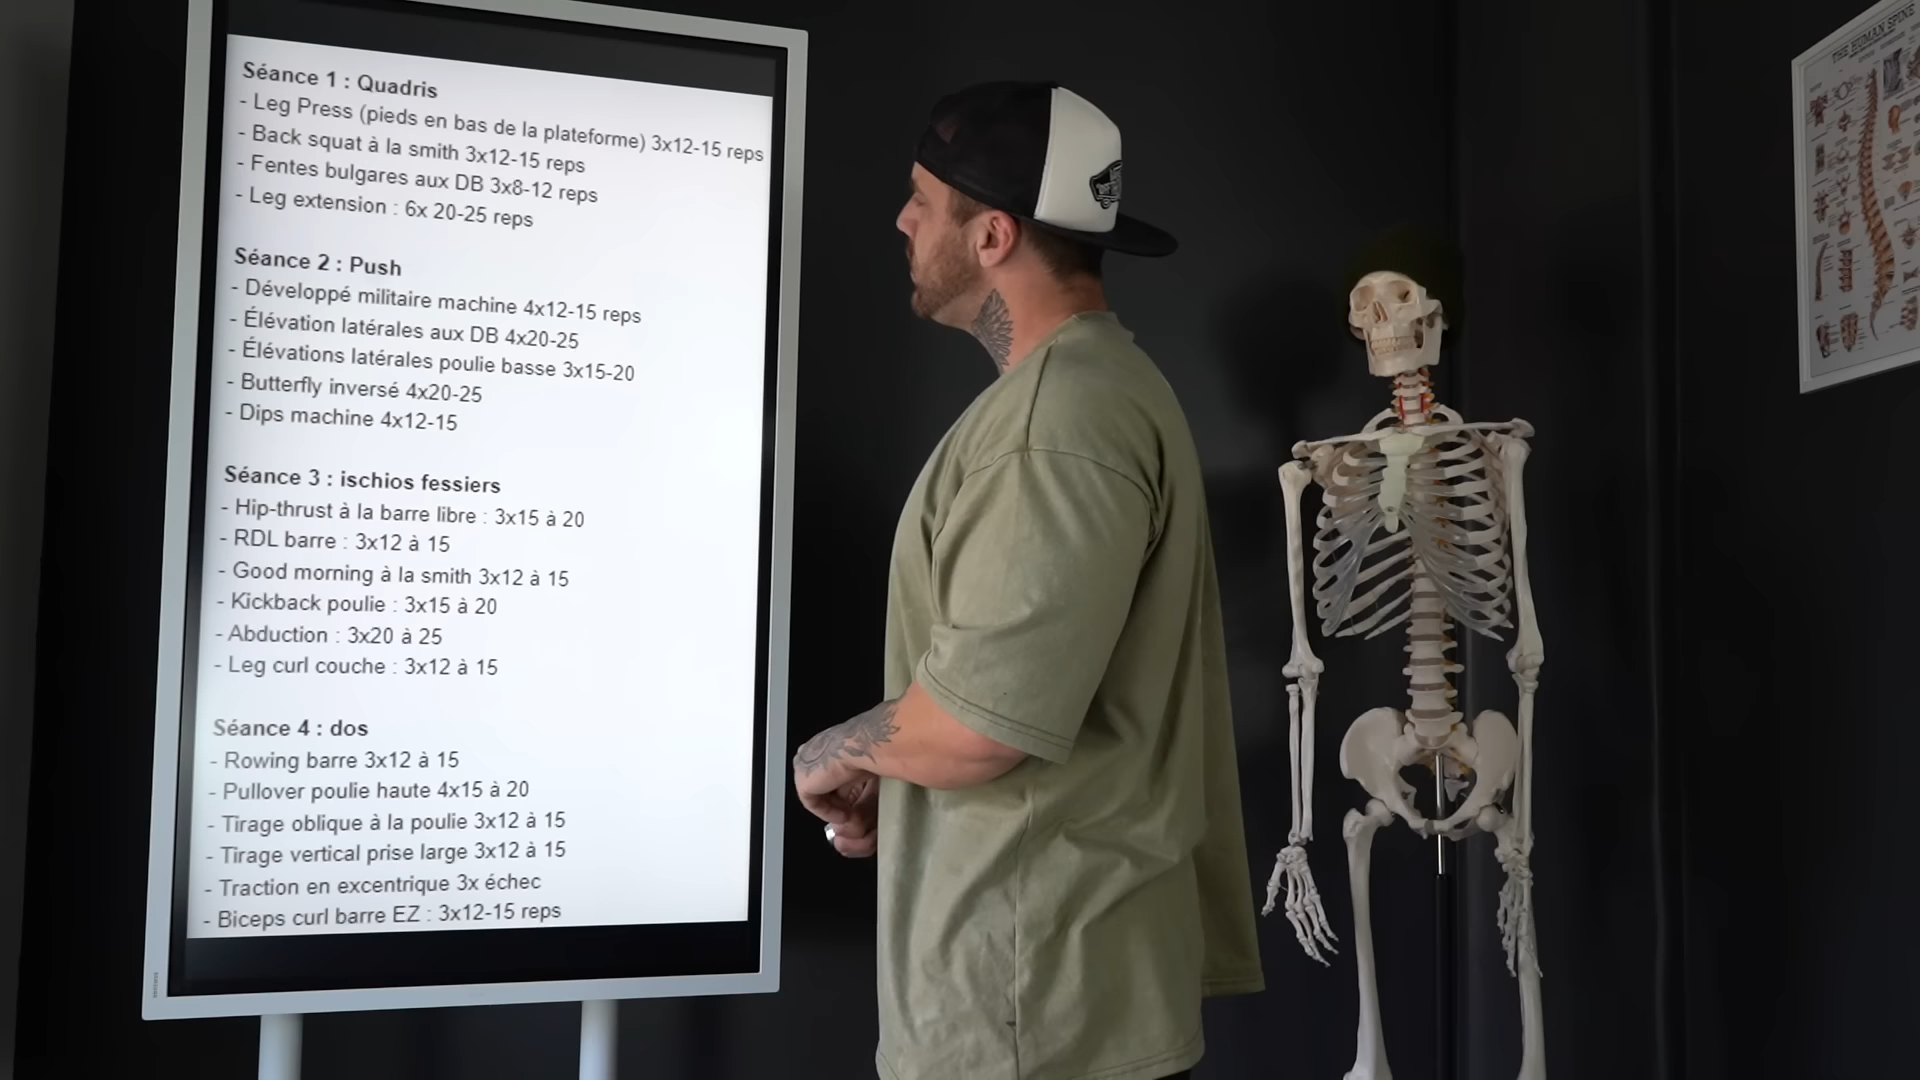 Séance 1 : Quadris
- Leg Press (pieds en bas de la plateforme) 3x12-15 reps
- Back squat à la smith 3x12-15 reps
- Fentes bulgares aux DB 3x8-12 reps
- Leg extension : 6x 20-25 reps
Séance 2 : Push
- Développé militaire machine 4x12-15 reps
- Élévation latérales aux DB 4x20-25
- Élévations latérales poulie basse 3x15-20
- Butterfly inversé 4x20-25
- Dips machine 4x12-15
Séance 3 : ischios fessiers
- Hip-thrust à la barre libre : 3x15 à 20
- RDL barre : 3x12 à 15
- Good morning à la smith 3x12 à 15
- Kickback poulie : 3x15 à 20
- Abduction : 3x20 à 25
- Leg curl couche : 3x12 à 15
Séance 4 : dos
- Rowing barre 3x12 à 15
- Pullover poulie haute 4x15 à 20
- Tirage oblique à la poulie 3x12 à 15
- Tirage vertical prise large 3x12 à 15
- Traction en excentrique 3x échec
- Biceps curl barre EZ : 3x12-15 reps
THE HUMAN SPINE